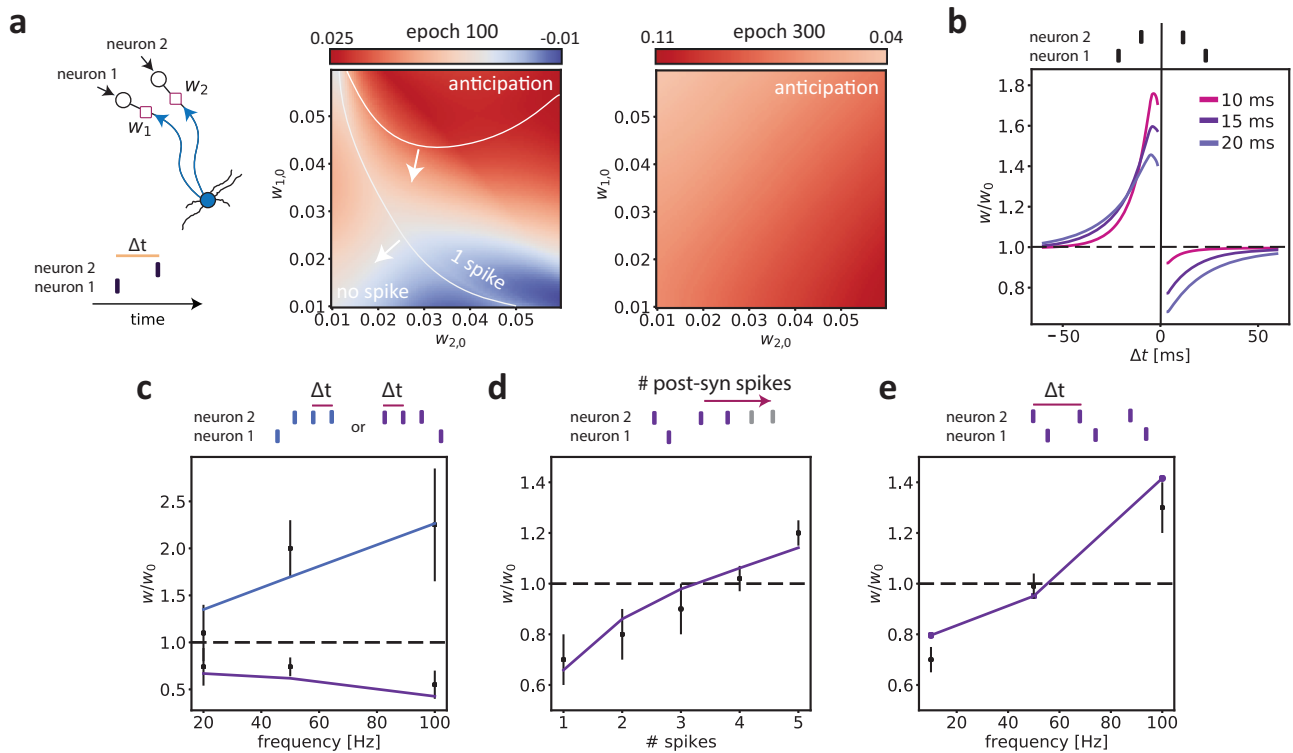 a
neuron 2
neuron 1
w2
w1
Δt
neuron 2
neuron 1
time
0.025 epoch 100 -0.01
anticipation
w1,0
0.05
0.04
0.03
0.02
0.01
no spike
1 spike
0.01 0.02 0.03 0.04 0.05
w2,0
0.11 epoch 300 0.04
anticipation
w1,0
0.05
0.04
0.03
0.02
0.01
0.01 0.02 0.03 0.04 0.05
w2,0
b
neuron 2
neuron 1
w/w0
1.8
1.6
1.4
1.2
1.0
0.8
10 ms
15 ms
20 ms
−50 0 50
Δt [ms]
c
Δt Δt
neuron 2
neuron 1
or
w/w0
2.5
2.0
1.5
1.0
0.5
20 40 60 80 100
frequency [Hz]
d
# post-syn spikes
neuron 2
neuron 1
w/w0
1.4
1.2
1.0
0.8
0.6
1 2 3 4 5
# spikes
e
Δt
neuron 2
neuron 1
w/w0
1.4
1.2
1.0
0.8
0.6
20 40 60 80 100
frequency [Hz]